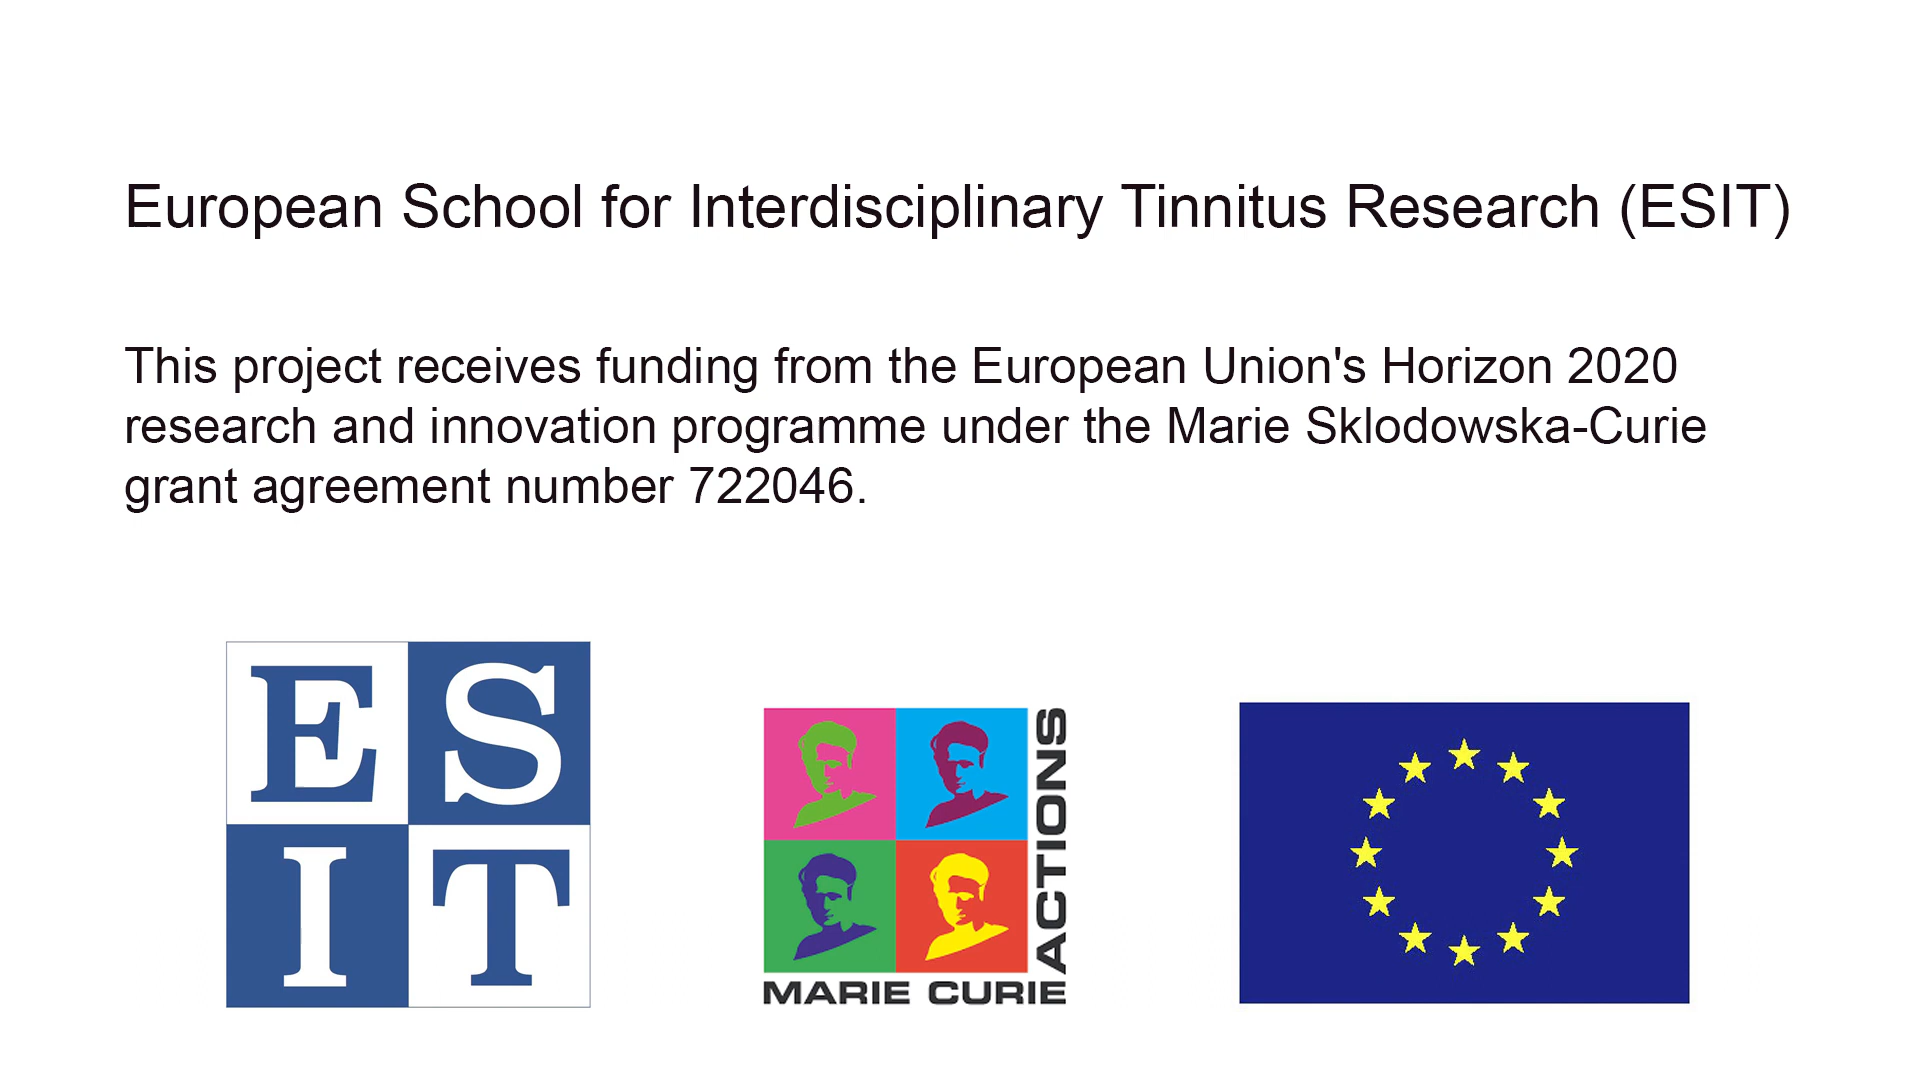 European School for Interdisciplinary Tinnitus Research (ESIT)
This project receives funding from the European Union's Horizon 2020
research and innovation programme under the Marie Sklodowska-Curie
grant agreement number 722046.
ES
IT
MARIE CURIE
ACTIONS